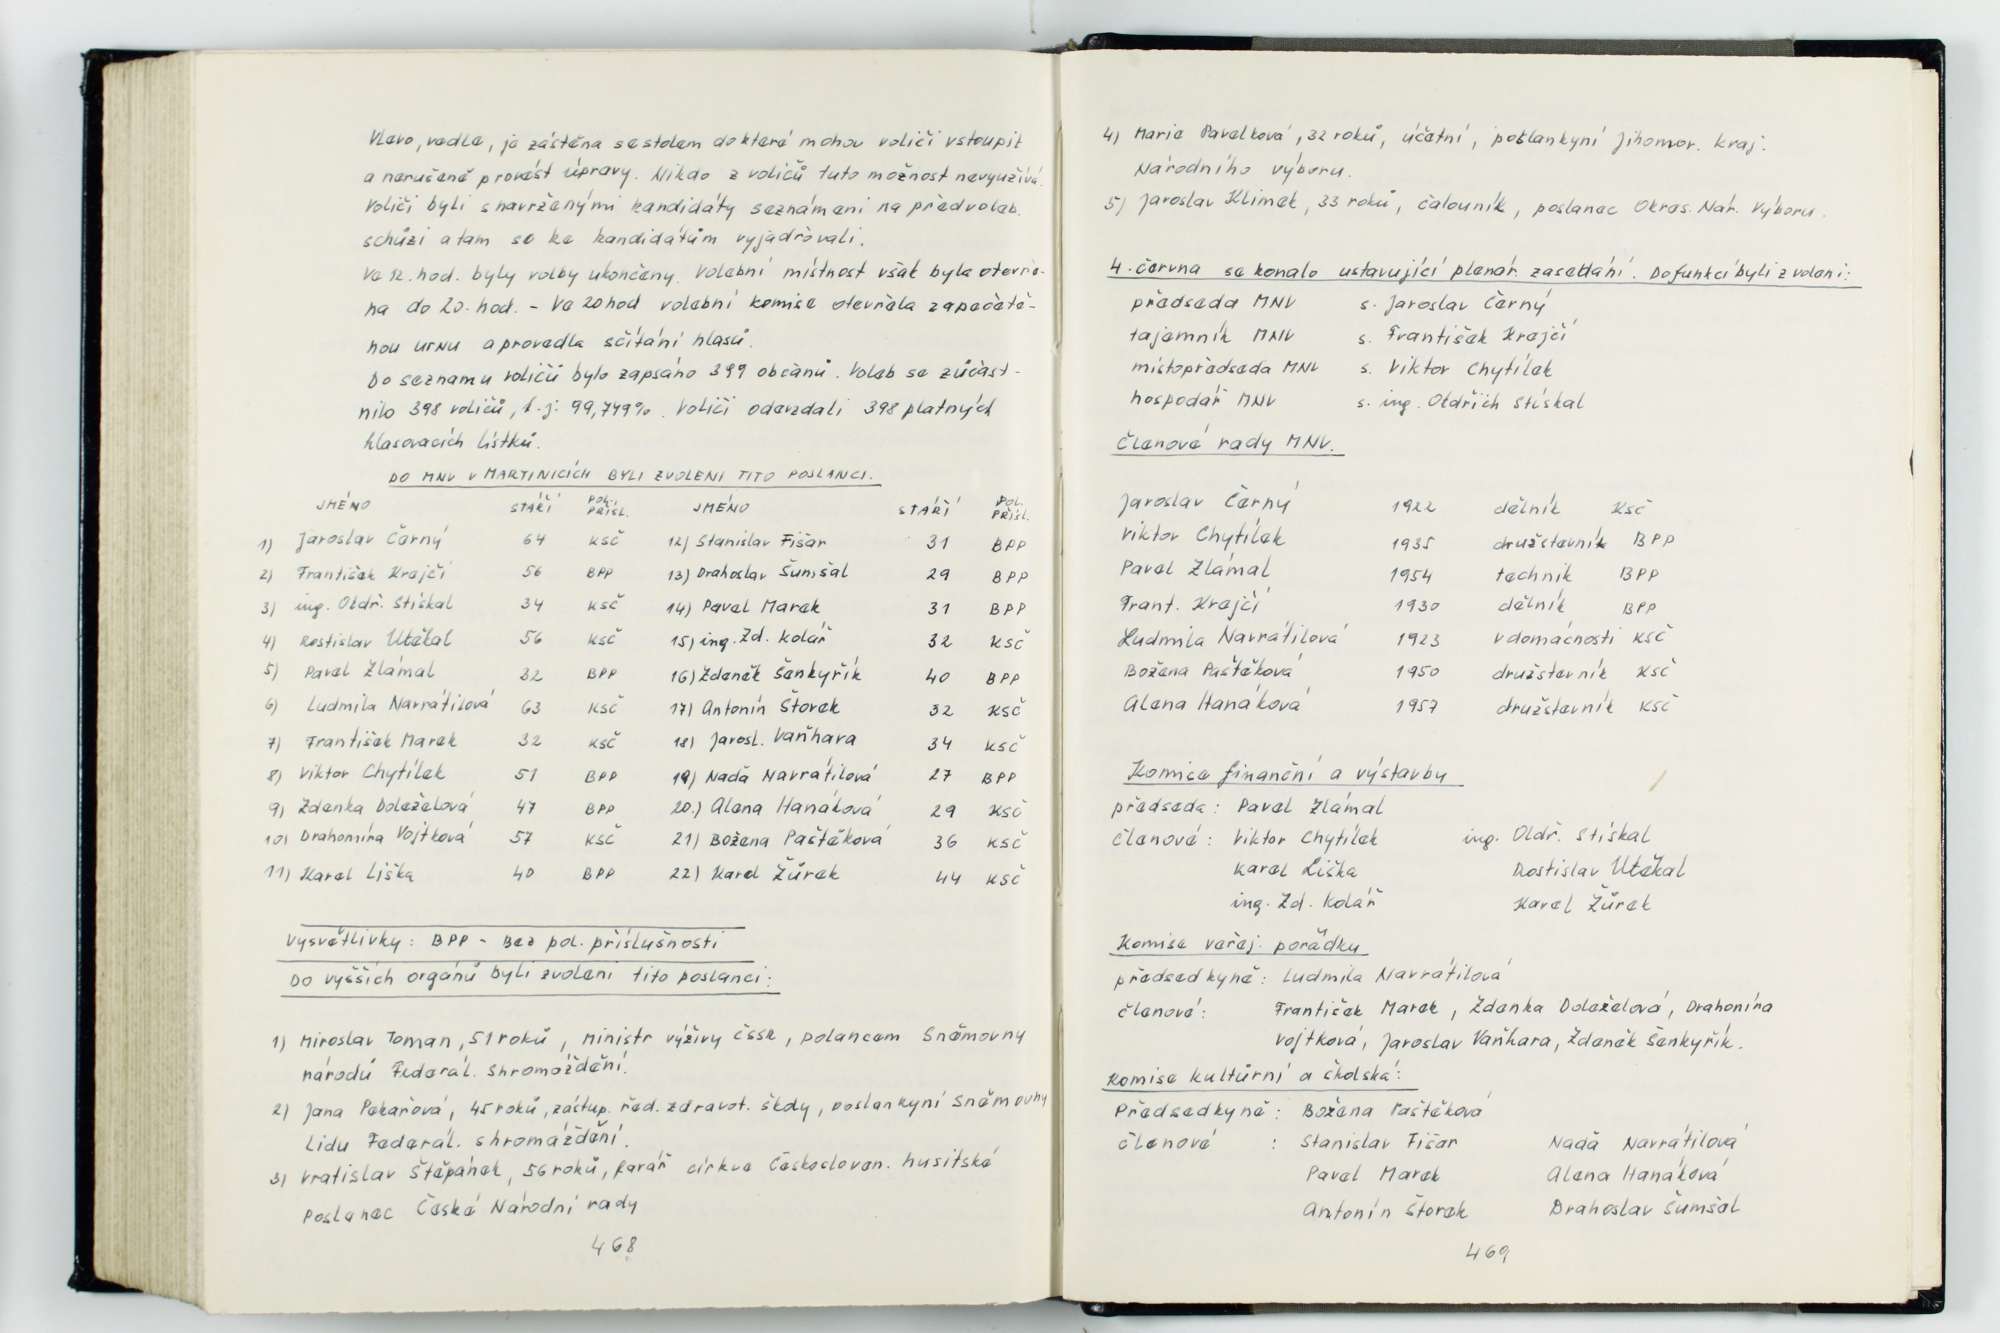 Vlevo, vedle, je zástěna se stolem do které mohou voliči vstoupit
a nerušeně provést úpravy. Nikdo z voličů tuto možnost nevyužívá.
Voliči byli s navrženými kandidáty seznámeni na předvoleb.
schůzi a tam se ke kandidátům vyjadřovali.
Ve 12. hod. byly volby ukončeny. Volební místnost však byla otevře-
na do 20. hod. - Ve 20 hod volební komise otevřela zapečetě-
nou urnu a provedla sčítání hlasů.
Do seznamu voličů bylo zapsáno 399 občanů. Voleb se zúčast-
nilo 398 voličů, t.j. 99,749%. Voliči odevzdali 398 platných
hlasovacích lístků.
DO MNV V MARTINICÍCH BYLI ZVOLENI TITO POSLANCI.
JMÉNO STÁŘÍ POL. PŘÍSL. JMÉNO STÁŘÍ POL. PŘÍSL.
1) Jaroslav Černý 64 KSČ 12) Stanislav Fišar 31 BPP
2) František Krejčí 56 BPP 13) Drahoslav Šumšal 29 BPP
3) ing. Oldř. Stískal 34 KSČ 14) Pavel Marek 31 BPP
4) Rostislav Utěkal 56 KSČ 15) ing. Zd. Kolář 32 KSČ
5) Pavel Zlámal 32 BPP 16) Zdeněk Šenkyřík 40 BPP
6) Ludmila Navrátilová 63 KSČ 17) Antonín Štorek 32 KSČ
7) František Marek 32 KSČ 18) Jarosl. Vaňhara 34 KSČ
8) Viktor Chytílek 51 BPP 19) Naďa Navrátilová 27 BPP
9) Zdenka Doleželová 47 BPP 20.) Alena Hanáková 29 KSČ
10) Drahomíra Vojtková 57 KSČ 21) Božena Paštěková 36 KSČ
11) Karel Liška 40 BPP 22) Karel Žůrek 44 KSČ
Vysvětlivky: BPP - Bez pol. příslušnosti
Do vyšších orgánů byli zvoleni tito poslanci:
1) Miroslav Toman, 51 roků, ministr výživy ČSSR, polancem Sněmovny
národů Federál. shromáždění.
2) Jana Pekařová, 45 roků, zástup. řed. zdravot. školy, poslankyní Sněmovny
Lidu Federál. shromáždění.
3) Vratislav Štěpánek, 56 roků, farář církve Českosloven. husitské
Poslanec České Národní rady
468
4) Marie Pavelková, 32 roků, účetní, poslankyní Jihomor. kraj.
Národního výboru.
5) Jaroslav Klimek, 33 roků, čalouník, poslanec Okres. Nár. Výboru.
4. června se konalo ustavující plenár. zasedání. Do funkcí byli zvoleni:
předseda MNV s. Jaroslav Černý
tajemník MNV s. František Krejčí
místopředseda MNV s. Viktor Chytílek
hospodář MNV s. ing. Oldřich Stískal
Členové rady MNV.
Jaroslav Černý 1922 dělník KSČ
Viktor Chytílek 1935 družstevník BPP
Pavel Zlámal 1954 technik BPP
Frant. Krejčí 1930 dělník BPP
Ludmila Navrátilová 1923 v domácnosti KSČ
Božena Paštěková 1950 družstevník KSČ
Alena Hanáková 1957 družstevník KSČ
Komise finanční a výstavby
předseda: Pavel Zlámal
členové: Viktor Chytílek ing. Oldř. Stískal
Karel Liška Rostislav Utěkal
ing. Zd. Kolář Karel Žůrek
Komise veřej. pořádku
předsedkyně: Ludmila Navrátilová
členové: František Marek, Zdenka Doleželová, Drahomíra
Vojtková, Jaroslav Vaňhara, Zdeněk Šenkyřík.
Komise kulturní a školská:
Předsedkyně: Božena Paštěková
členové : Stanislav Fišar Naďa Navrátilová
Pavel Marek Alena Hanáková
Antonín Štorek Drahoslav Šumšal
469